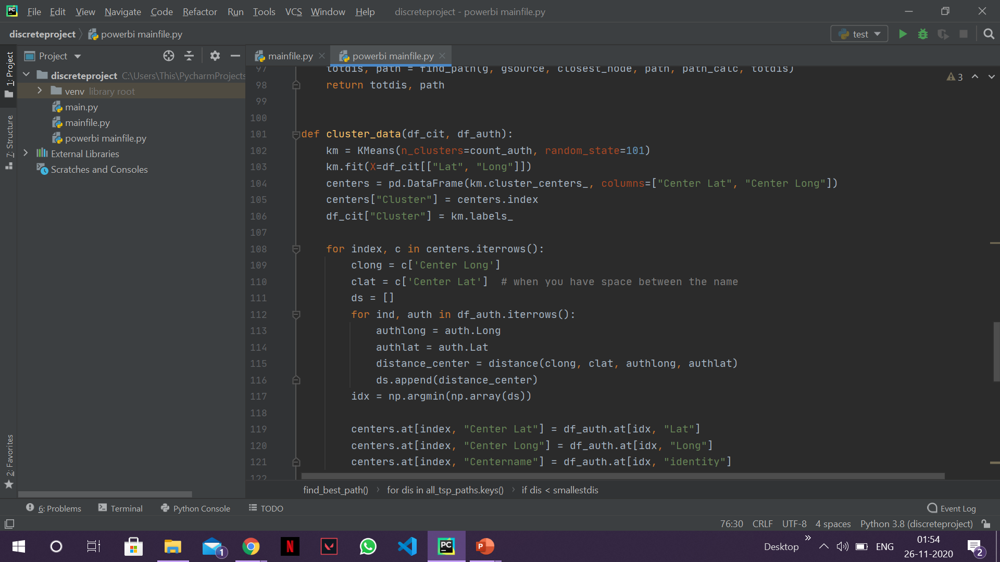 File Edit View Navigate Code Refactor Run Tools VCS Window Help discreteproject - powerbi mainfile.py
discreteproject powerbi mainfile.py test
1: Project
7: Structure
2: Favorites
Project
discreteproject C:\Users\This\PycharmProjects
venv library root
main.py
mainfile.py
powerbi mainfile.py
External Libraries
Scratches and Consoles
mainfile.py powerbi mainfile.py
3
97 totdis, path = find_path(g, gsource, closest_node, path, path_calc, totdis)
98 return totdis, path
99
100
101 def cluster_data(df_cit, df_auth):
102 km = KMeans(n_clusters=count_auth, random_state=101)
103 km.fit(X=df_cit[["Lat", "Long"]])
104 centers = pd.DataFrame(km.cluster_centers_, columns=["Center Lat", "Center Long"])
105 centers["Cluster"] = centers.index
106 df_cit["Cluster"] = km.labels_
107
108 for index, c in centers.iterrows():
109 clong = c['Center Long']
110 clat = c['Center Lat']  # when you have space between the name
111 ds = []
112 for ind, auth in df_auth.iterrows():
113 authlong = auth.Long
114 authlat = auth.Lat
115 distance_center = distance(clong, clat, authlong, authlat)
116 ds.append(distance_center)
117 idx = np.argmin(np.array(ds))
118
119 centers.at[index, "Center Lat"] = df_auth.at[idx, "Lat"]
120 centers.at[index, "Center Long"] = df_auth.at[idx, "Long"]
121 centers.at[index, "Centername"] = df_auth.at[idx, "identity"]
122
find_best_path() for dis in all_tsp_paths.keys() if dis < smallestdis
6: Problems Terminal Python Console TODO Event Log
76:30 CRLF UTF-8 4 spaces Python 3.8 (discreteproject)
1 N PC P Desktop ENG 01:54
26-11-2020 2